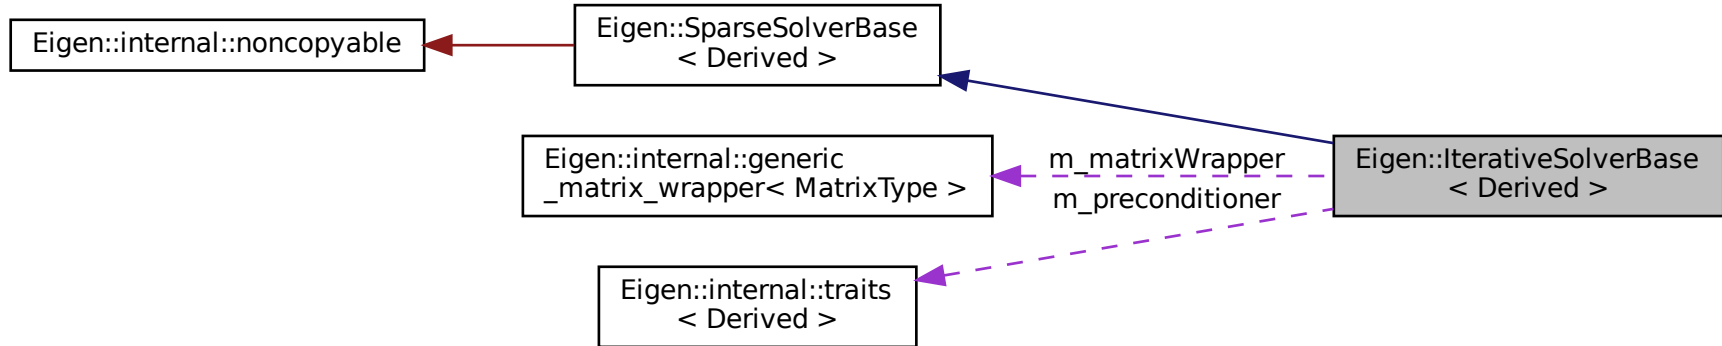 Eigen::internal::noncopyable
Eigen::SparseSolverBase
< Derived >
Eigen::internal::generic
_matrix_wrapper< MatrixType >
m_matrixWrapper
m_preconditioner
Eigen::IterativeSolverBase
< Derived >
Eigen::internal::traits
< Derived >